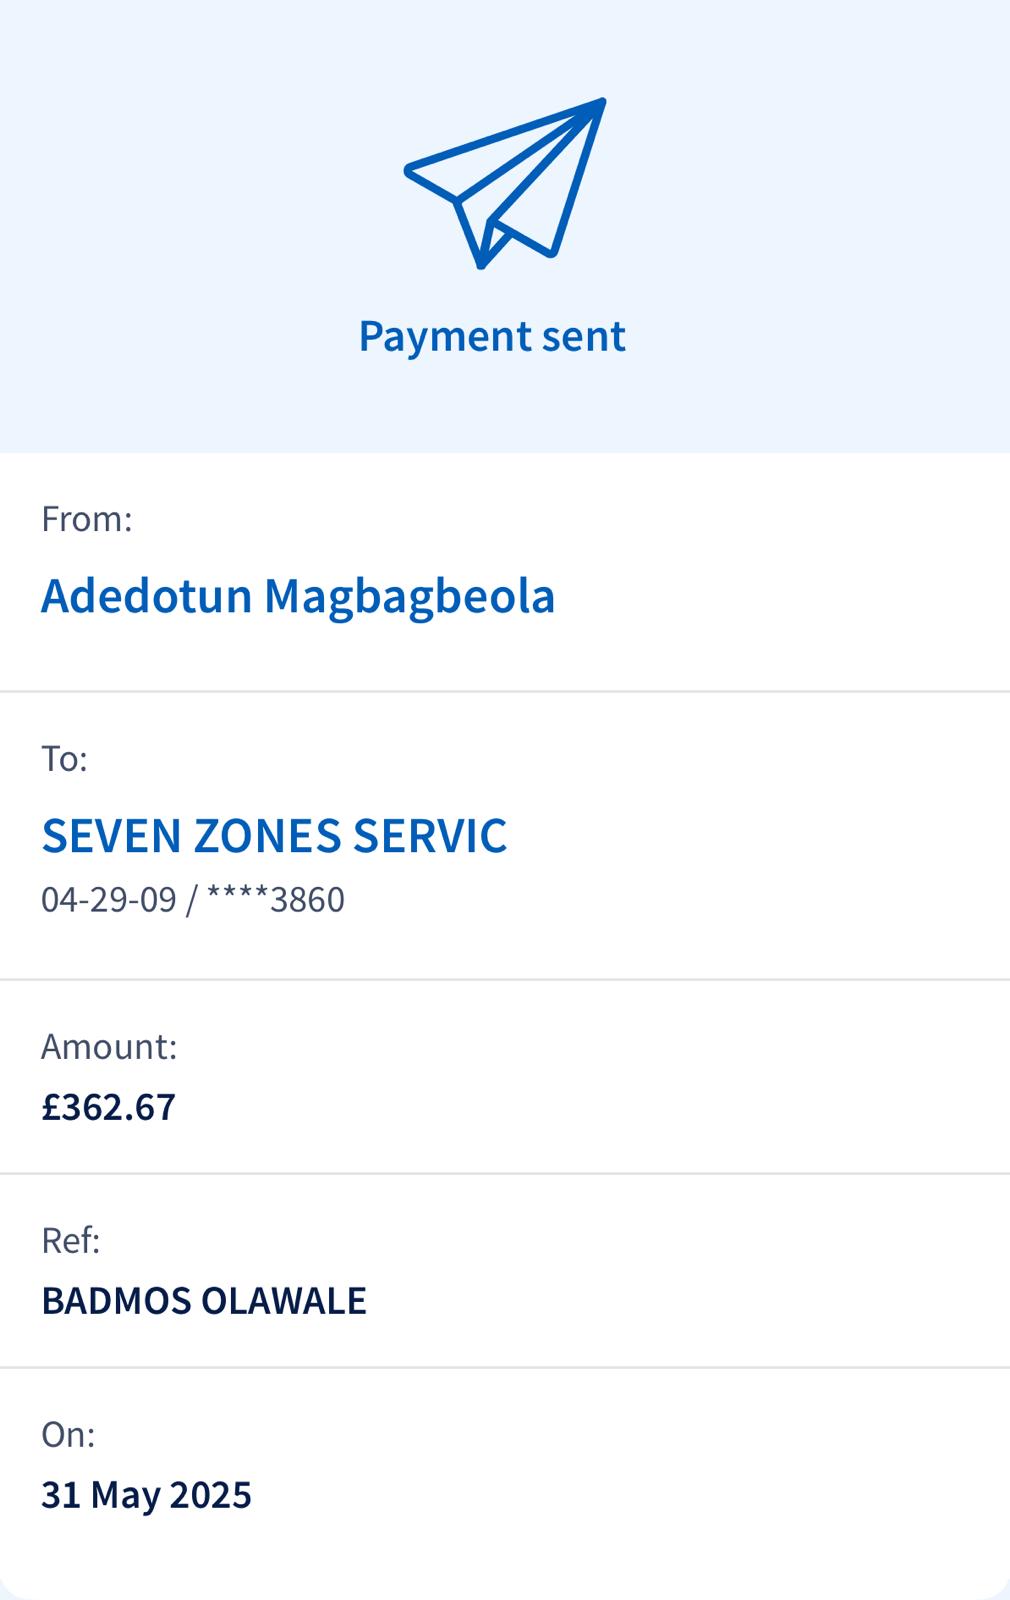 Payment sent
From:
Adedotun Magbagbeola
To:
SEVEN ZONES SERVIC
04-29-09 / ****3860
Amount:
£362.67
Ref:
BADMOS OLAWALE
On:
31 May 2025